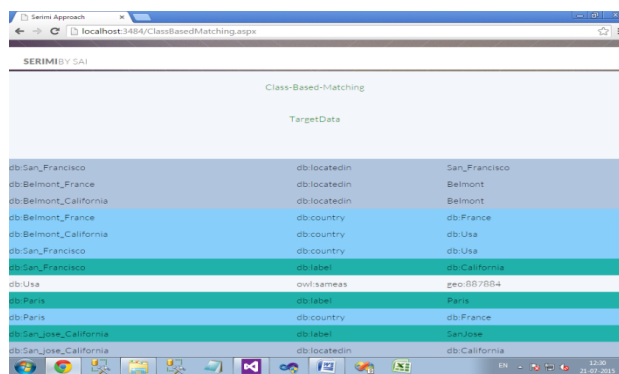 Serimi Approach
localhost:3484/ClassBasedMatching.aspx
SERIMIBY SAI
Class-Based-Matching
TargetData
db:San_Francisco db:locatedin San_Francisco
db:Belmont_France db:locatedin Belmont
db:Belmont_California db:locatedin Belmont
db:Belmont_France db:country db:France
db:Belmont_California db:country db:Usa
db:San_Francisco db:country db:Usa
db:San_Francisco db:label db:California
db:Usa owl:sameas geo:887884
db:Paris db:label Paris
db:Paris db:country db:France
db:San_jose_California db:label SanJose
db:San_jose_California db:locatedin db:California
EN 12:30
21-07-2015